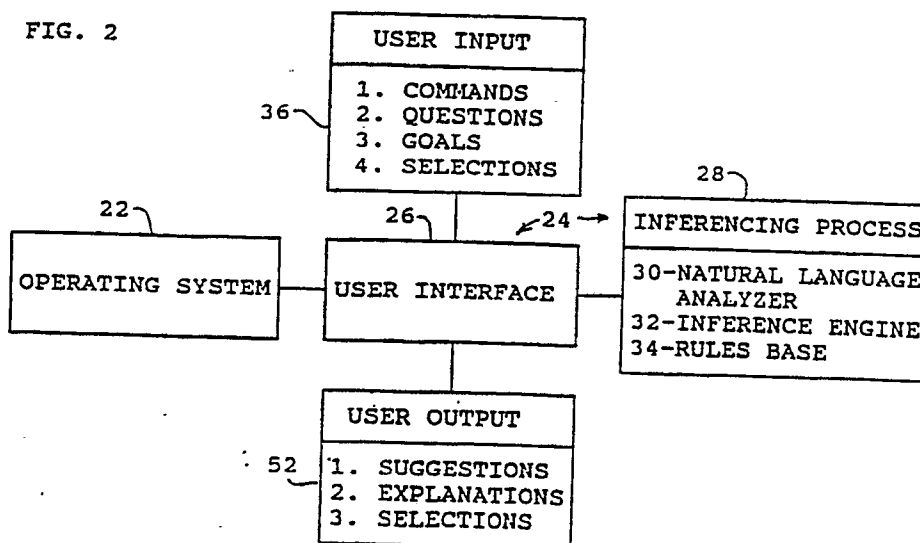 FIG. 2
USER INPUT
1. COMMANDS
2. QUESTIONS
3. GOALS
4. SELECTIONS
36
22
26
24
28
OPERATING SYSTEM
USER INTERFACE
INFERENCING PROCESS
30-NATURAL LANGUAGE
ANALYZER
32-INFERENCE ENGINE
34-RULES BASE
USER OUTPUT
52
1. SUGGESTIONS
2. EXPLANATIONS
3. SELECTIONS